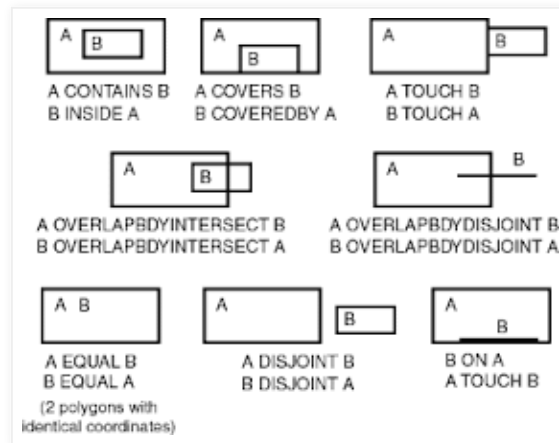 A
B
A CONTAINS B
B INSIDE A
A
B
A COVERS B
B COVEREDBY A
A
B
A TOUCH B
B TOUCH A
A
B
A OVERLAPBDYINTERSECT B
B OVERLAPBDYINTERSECT A
A
B
A OVERLAPBDYDISJOINT B
B OVERLAPBDYDISJOINT A
A B
A EQUAL B
B EQUAL A
(2 polygons with
identical coordinates)
A
B
A DISJOINT B
B DISJOINT A
A
B
B ON A
A TOUCH B